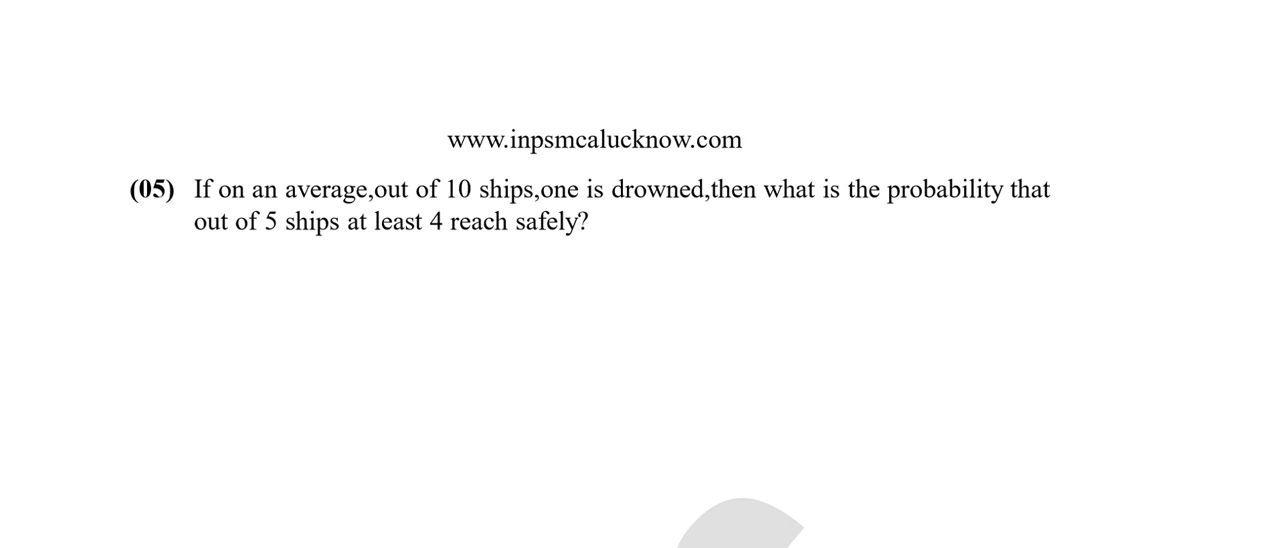 www.inpsmcalucknow.com
(05) If on an average,out of 10 ships,one is drowned,then what is the probability that
out of 5 ships at least 4 reach safely?